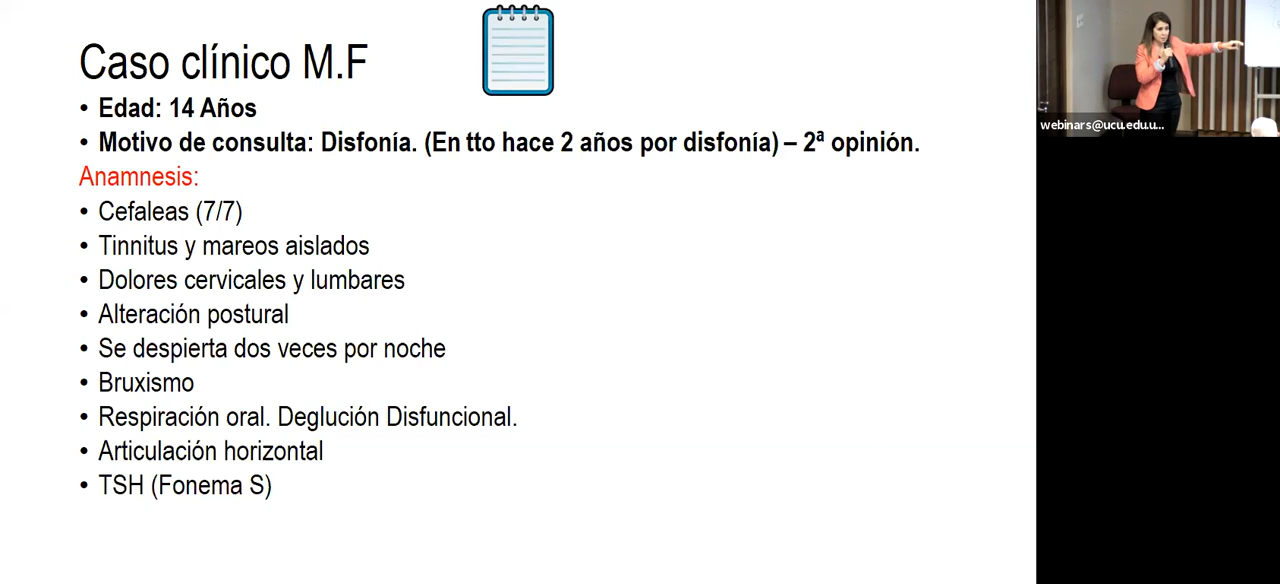 Caso clínico M.F
• Edad: 14 Años
• Motivo de consulta: Disfonía. (En tto hace 2 años por disfonía) – 2ª opinión.
Anamnesis:
• Cefaleas (7/7)
• Tinnitus y mareos aislados
• Dolores cervicales y lumbares
• Alteración postural
• Se despierta dos veces por noche
• Bruxismo
• Respiración oral. Deglución Disfuncional.
• Articulación horizontal
• TSH (Fonema S)
webinars@ucu.edu.u...